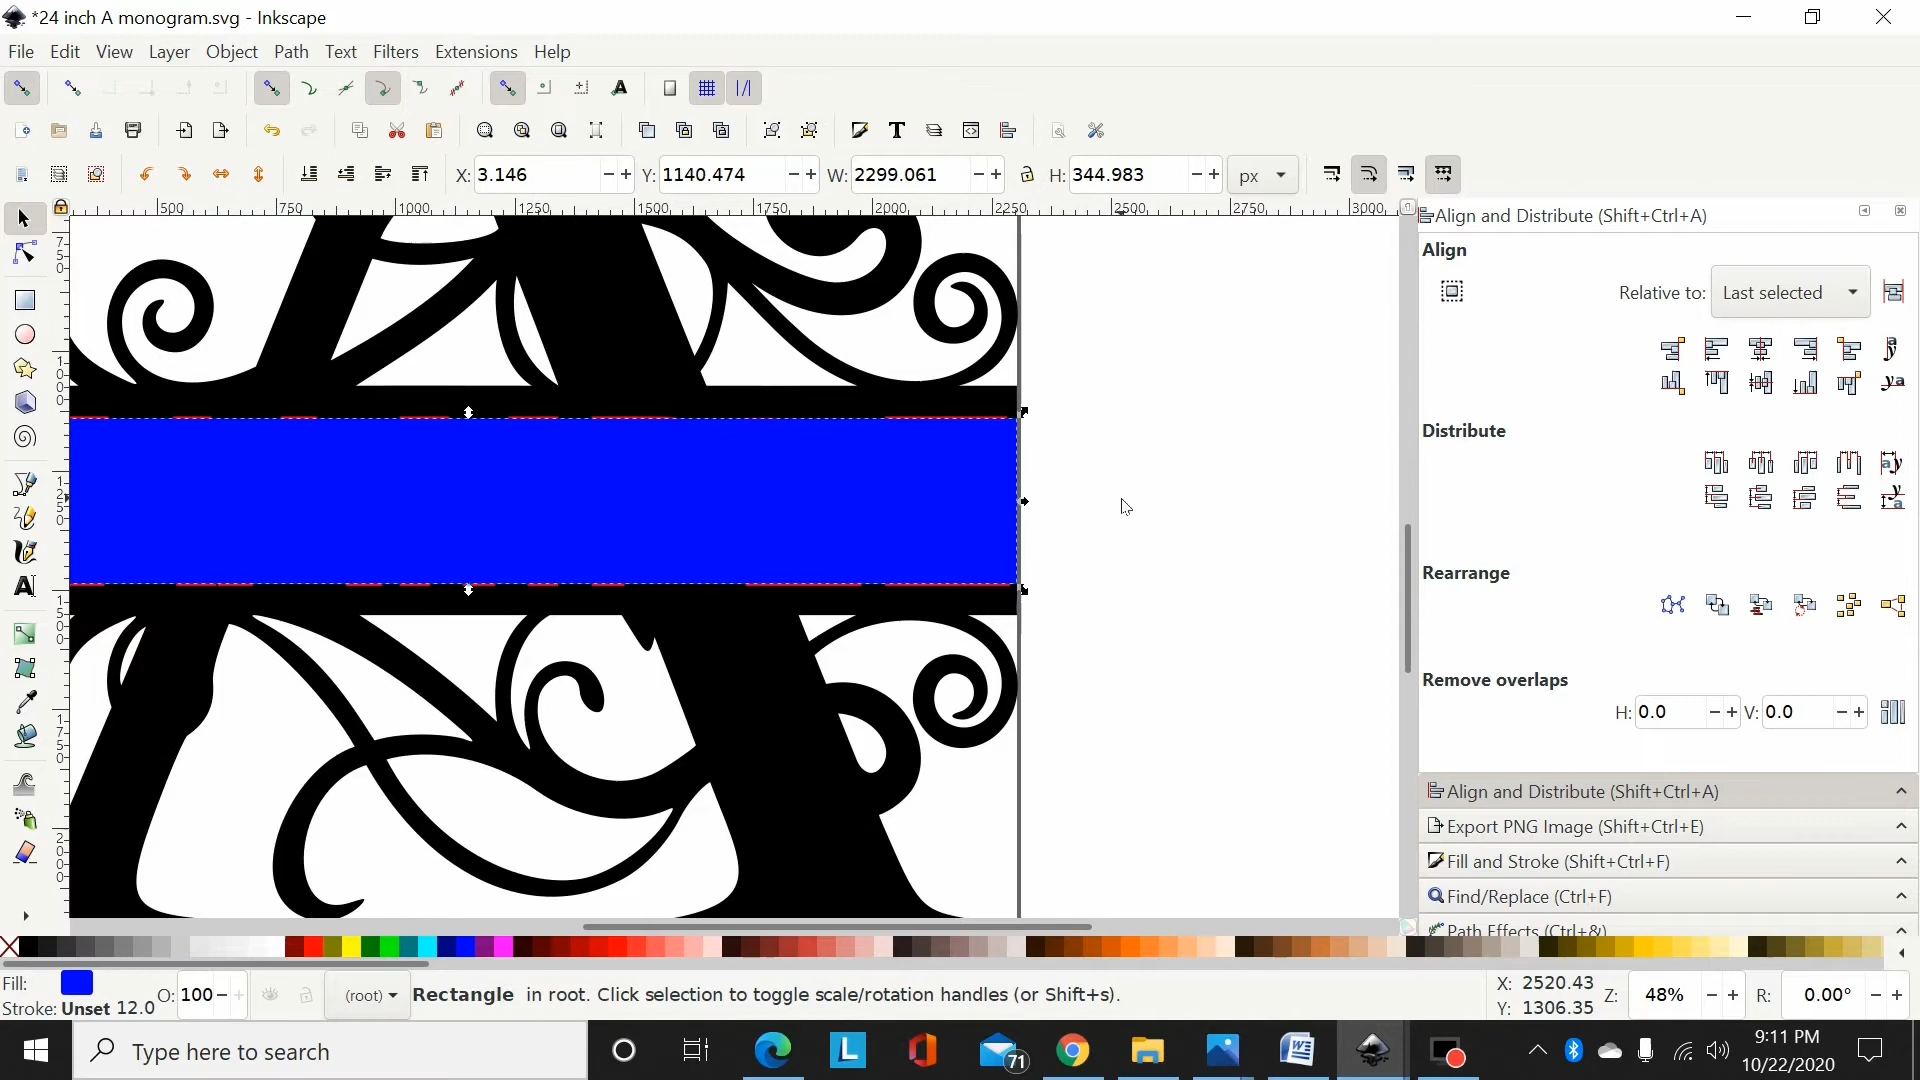 *24 inch A monogram.svg - Inkscape
File Edit View Layer Object Path Text Filters Extensions Help
X: 3.146 Y: 1140.474 W: 2299.061 H: 344.983 px
500 750 1000 1250 1500 1750 2000 2250 2500 2750 3000
Align and Distribute (Shift+Ctrl+A)
Align
Relative to: Last selected
Distribute
Rearrange
Remove overlaps
H: 0.0 V: 0.0
Align and Distribute (Shift+Ctrl+A)
Export PNG Image (Shift+Ctrl+E)
Fill and Stroke (Shift+Ctrl+F)
Find/Replace (Ctrl+F)
Path Effects (Ctrl+&)
Fill:
Stroke: Unset 12.0 O: 100 (root) Rectangle in root. Click selection to toggle scale/rotation handles (or Shift+s).
X: 2520.43
Y: 1306.35
Z: 48% R: 0.00°
Type here to search
71
9:11 PM
10/22/2020